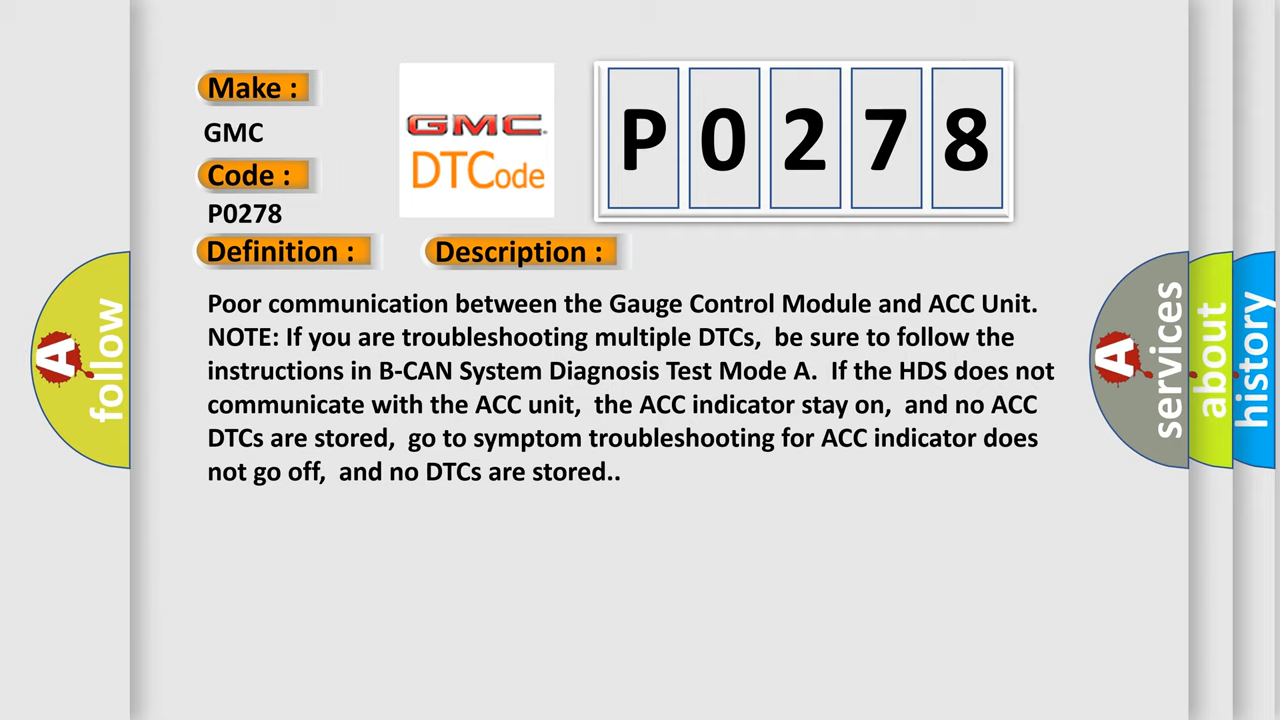 Make :
GMC
Code :
P0278
GMC
DTCode
P0278
Definition :
Description :
Poor communication between the Gauge Control Module and ACC Unit.
NOTE: If you are troubleshooting multiple DTCs,  be sure to follow the
instructions in B-CAN System Diagnosis Test Mode A.  If the HDS does not
communicate with the ACC unit,  the ACC indicator stay on,  and no ACC
DTCs are stored,  go to symptom troubleshooting for ACC indicator does
not go off,  and no DTCs are stored..
A
follow
A
services
about
history